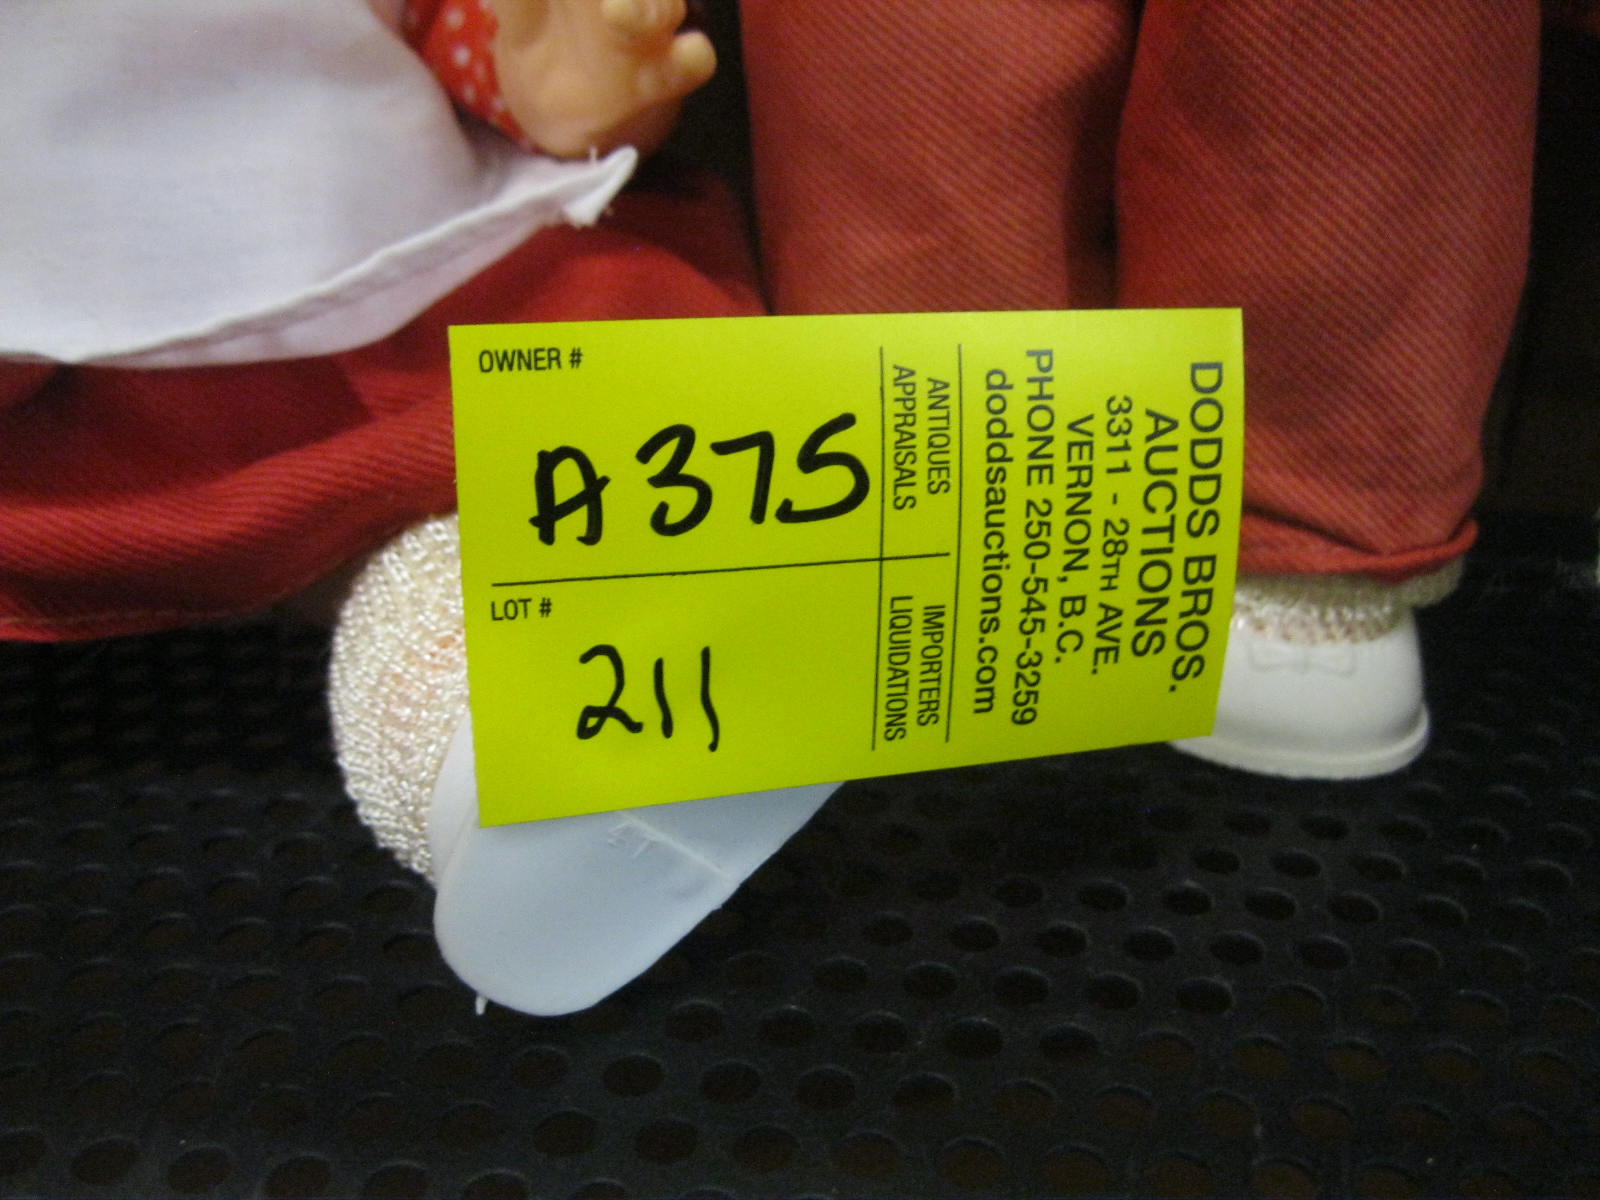 OWNER #
A375
LOT #
211
ANTIQUES
APPRAISALS
IMPORTERS
LIQUIDATIONS
DODDS BROS.
AUCTIONS
3311 - 28TH AVE.
VERNON, B.C.
PHONE 250-545-3259
doddsauctions.com